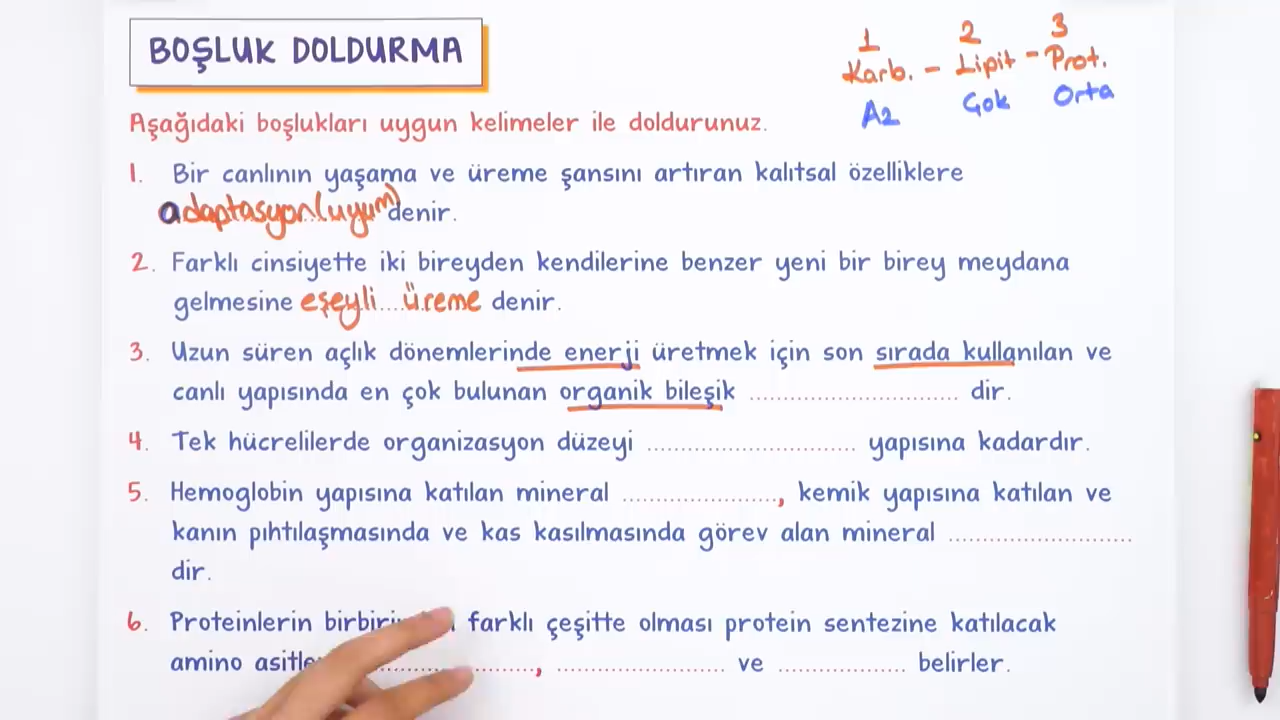 BOŞLUK DOLDURMA
1 2 3
Karb. - Lipit - Prot.
Az Çok Orta
Aşağıdaki boşlukları uygun kelimeler ile doldurunuz.
1. Bir canlının yaşama ve üreme şansını artıran kalıtsal özelliklere
adaptasyon (uyum) denir.
2. Farklı cinsiyette iki bireyden kendilerine benzer yeni bir birey meydana
gelmesine eşeyli üreme denir.
3. Uzun süren açlık dönemlerinde enerji üretmek için son sırada kullanılan ve
canlı yapısında en çok bulunan organik bileşik ........................ dir.
4. Tek hücrelilerde organizasyon düzeyi ........................ yapısına kadardır.
5. Hemoglobin yapısına katılan mineral .................., kemik yapısına katılan ve
kanın pıhtılaşmasında ve kas kasılmasında görev alan mineral .....................
dir.
6. Proteinlerin farklı çeşitte olması protein sentezine katılacak
amino .................., .................... ve ............... belirler.